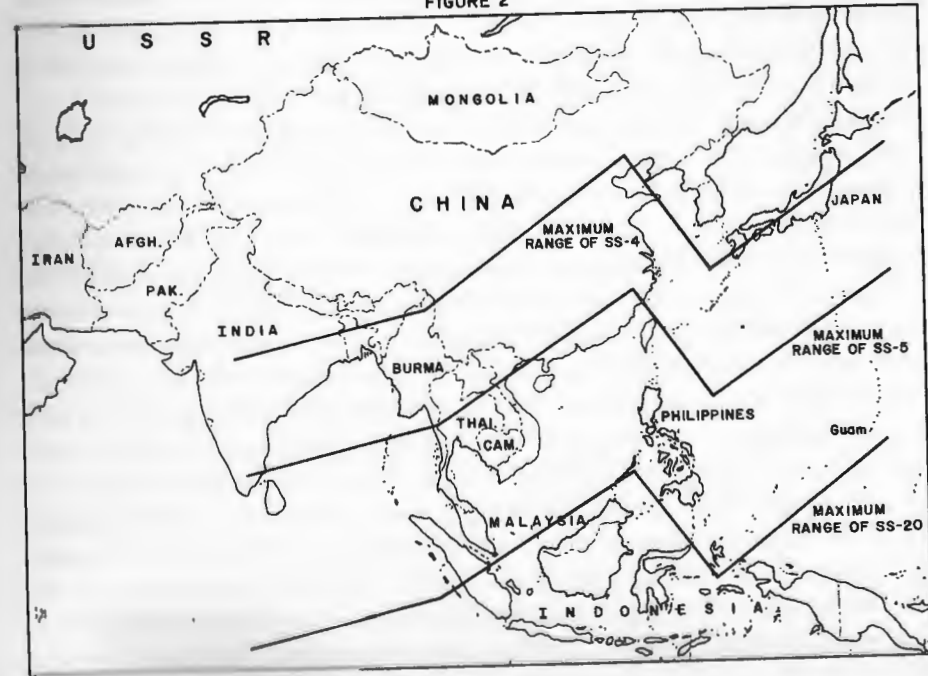 FIGURE 2
U S S R
MONGOLIA
CHINA
JAPAN
MAXIMUM
RANGE OF SS-4
AFGH.
IRAN
PAK.
INDIA
BURMA
MAXIMUM
RANGE OF SS-5
THAI.
CAM.
PHILIPPINES
Guam
MALAYSIA
MAXIMUM
RANGE OF SS-20
INDONESIA